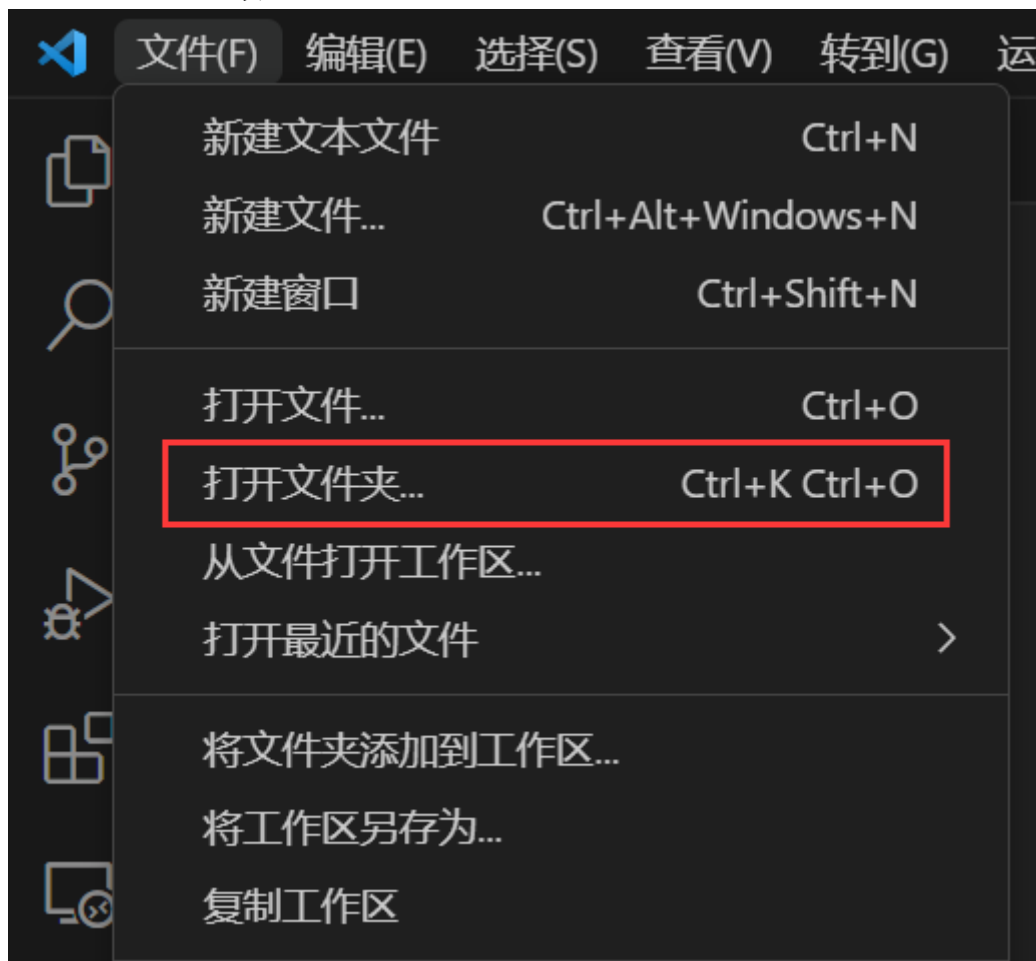 文件(F) 编辑(E) 选择(S) 查看(V) 转到(G) 运
新建文本文件 Ctrl+N
新建文件... Ctrl+Alt+Windows+N
新建窗口 Ctrl+Shift+N
打开文件... Ctrl+O
打开文件夹... Ctrl+K Ctrl+O
从文件打开工作区...
打开最近的文件
将文件夹添加到工作区...
将工作区另存为...
复制工作区